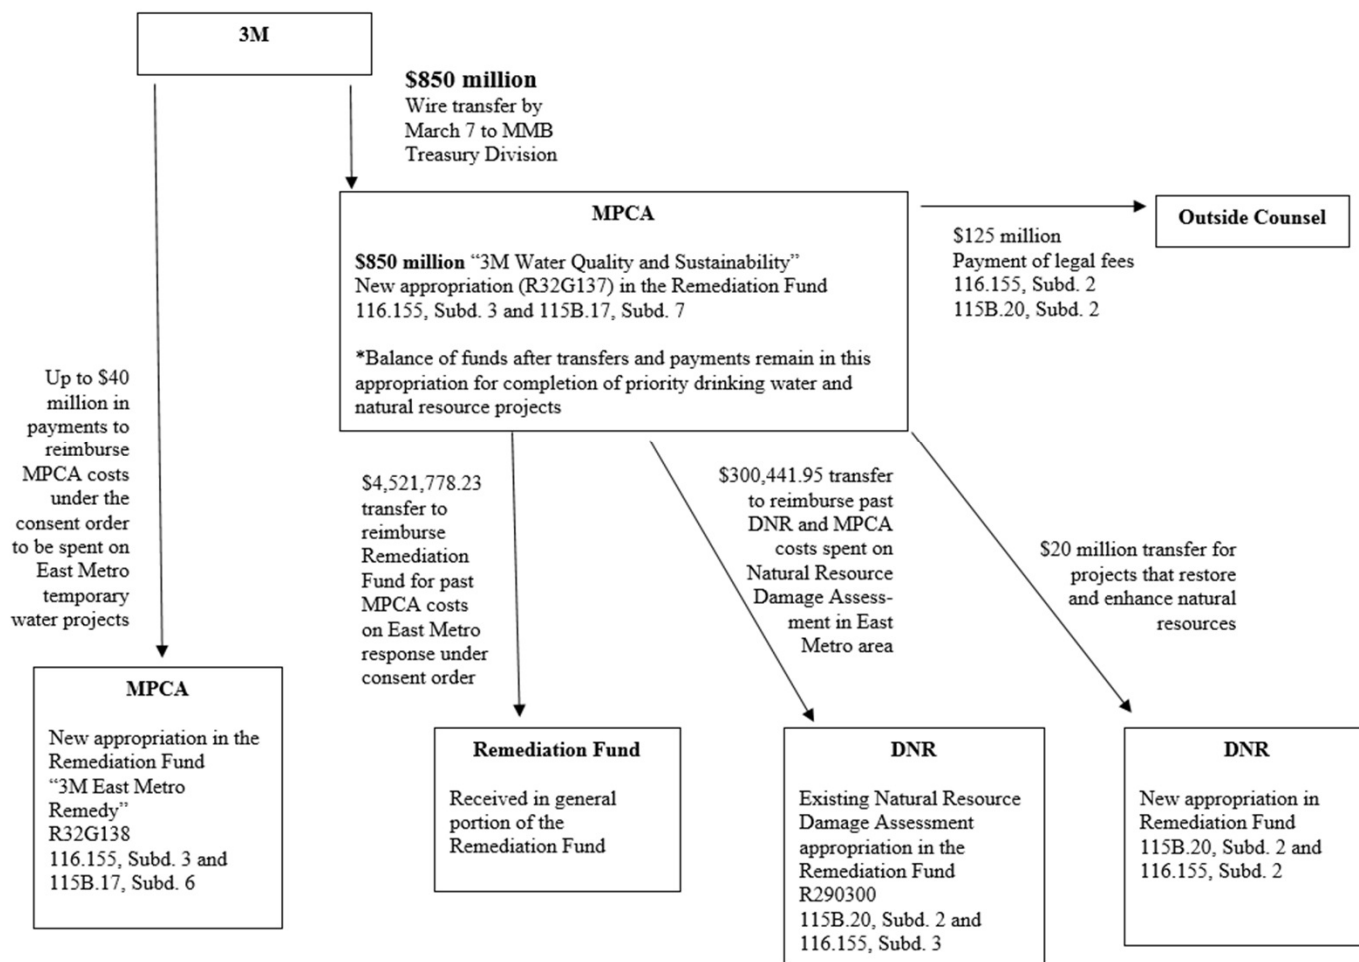 3M
$850 million
Wire transfer by
March 7 to MMB
Treasury Division
MPCA
$850 million “3M Water Quality and Sustainability”
New appropriation (R32G137) in the Remediation Fund
116.155, Subd. 3 and 115B.17, Subd. 7
*Balance of funds after transfers and payments remain in this
appropriation for completion of priority drinking water and
natural resource projects
$125 million
Payment of legal fees
116.155, Subd. 2
115B.20, Subd. 2
Outside Counsel
Up to $40
million in
payments to
reimburse
MPCA costs
under the
consent order
to be spent on
East Metro
temporary
water projects
$4,521,778.23
transfer to
reimburse
Remediation
Fund for past
MPCA costs
on East Metro
response under
consent order
$300,441.95 transfer
to reimburse past
DNR and MPCA
costs spent on
Natural Resource
Damage Assess-
ment in East
Metro area
$20 million transfer for
projects that restore
and enhance natural
resources
MPCA
New appropriation in the
Remediation Fund
“3M East Metro
Remedy”
R32G138
116.155, Subd. 3 and
115B.17, Subd. 6
Remediation Fund
Received in general
portion of the
Remediation Fund
DNR
Existing Natural Resource
Damage Assessment
appropriation in the
Remediation Fund
R290300
115B.20, Subd. 2 and
116.155, Subd. 3
DNR
New appropriation in
Remediation Fund
115B.20, Subd. 2 and
116.155, Subd. 2